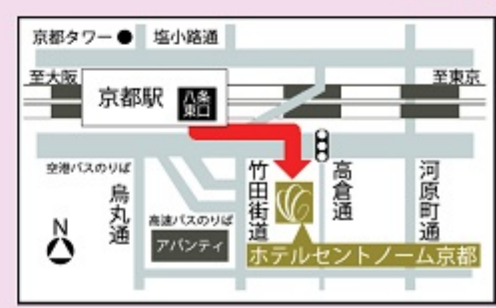 京都タワー● 塩小路通
至大阪
至東京
京都駅
八条東口
空港バスのりば
烏丸通
高速バスのりば
アバンティ
竹田街道
高倉通
河原町通
ホテルセントノーム京都
N